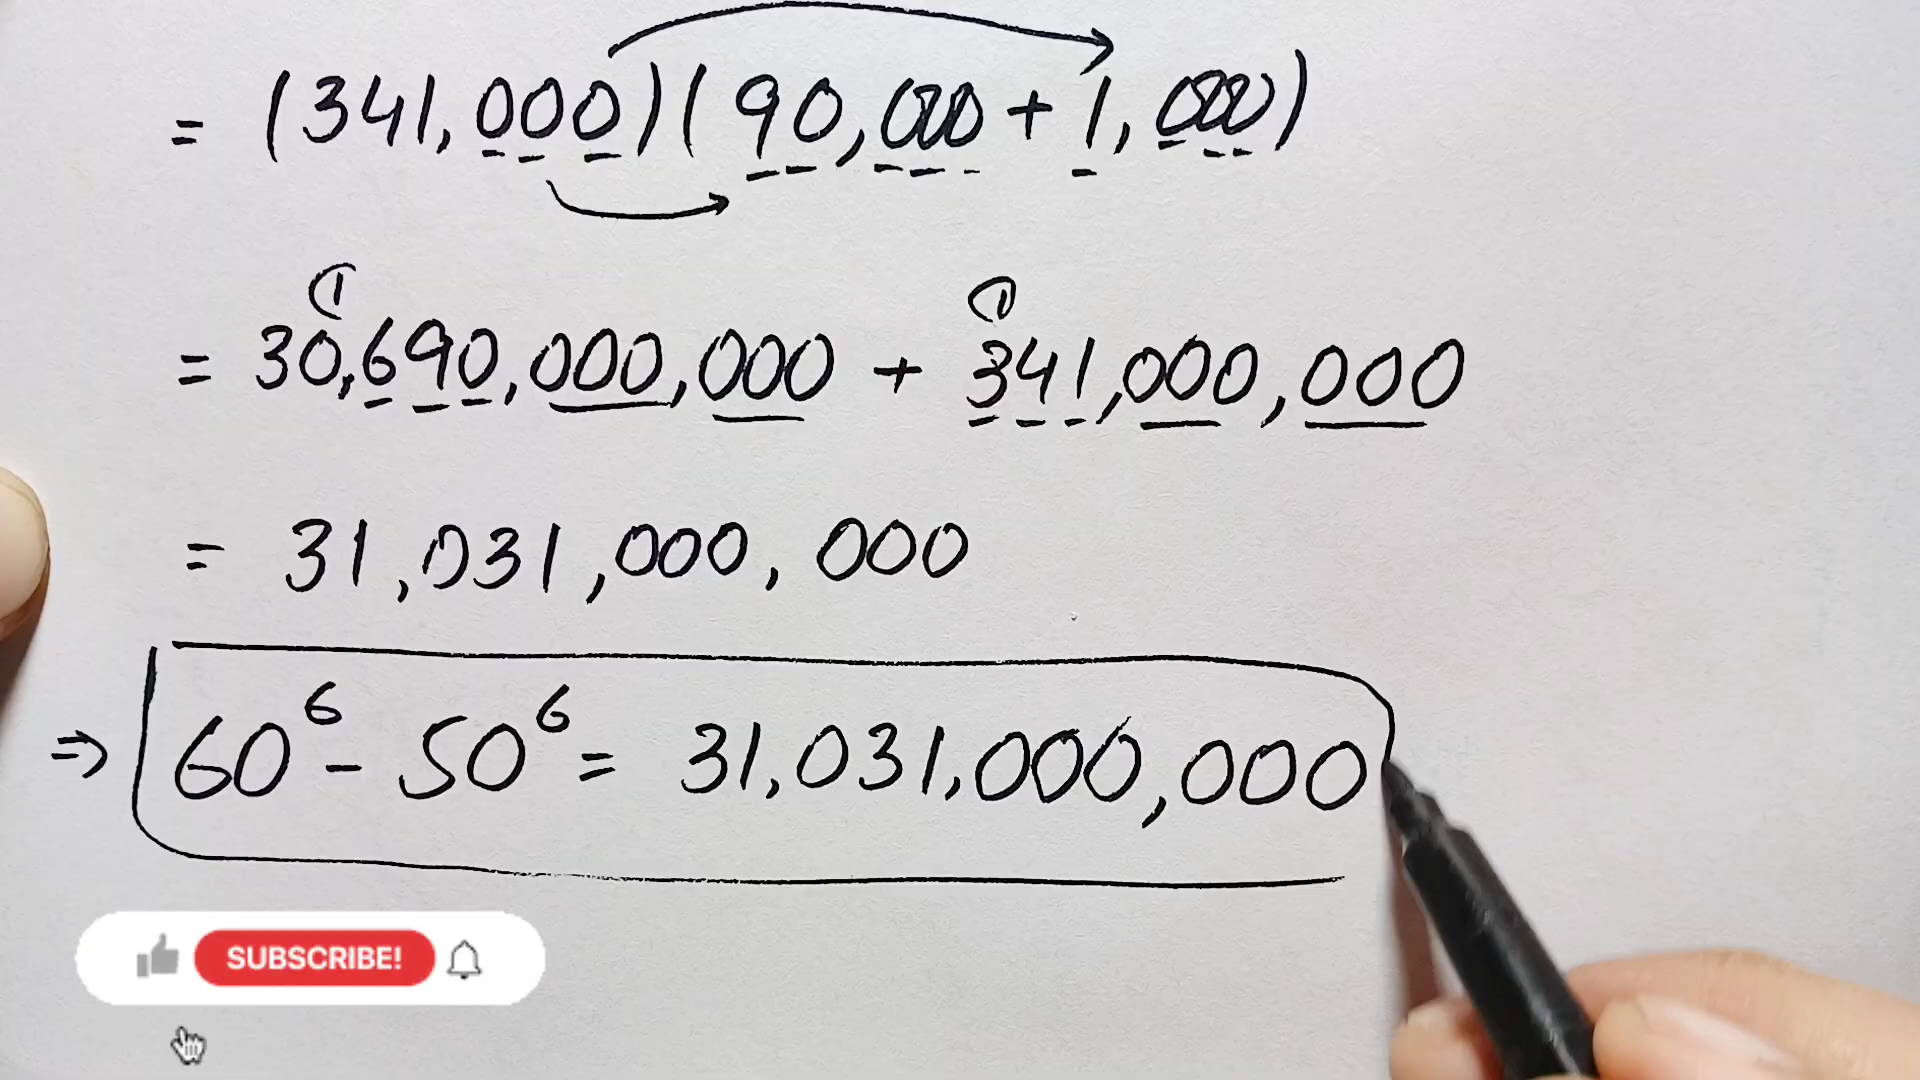 = (341,000)(90,000 + 1,000)
= 30,690,000,000 + 341,000,000
= 31,031,000,000
⇒ 60⁶ - 50⁶ = 31,031,000,000
SUBSCRIBE!